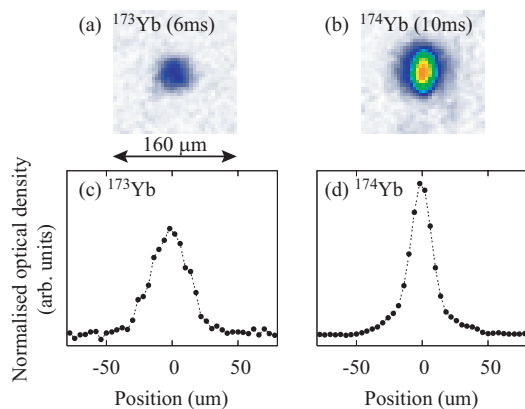 (a) ¹⁷³Yb (6ms) (b) ¹⁷⁴Yb (10ms)
160 μm
(c) ¹⁷³Yb (d) ¹⁷⁴Yb
Normalised optical density
(arb. units)
-50 0 50 -50 0 50
Position (um) Position (um)